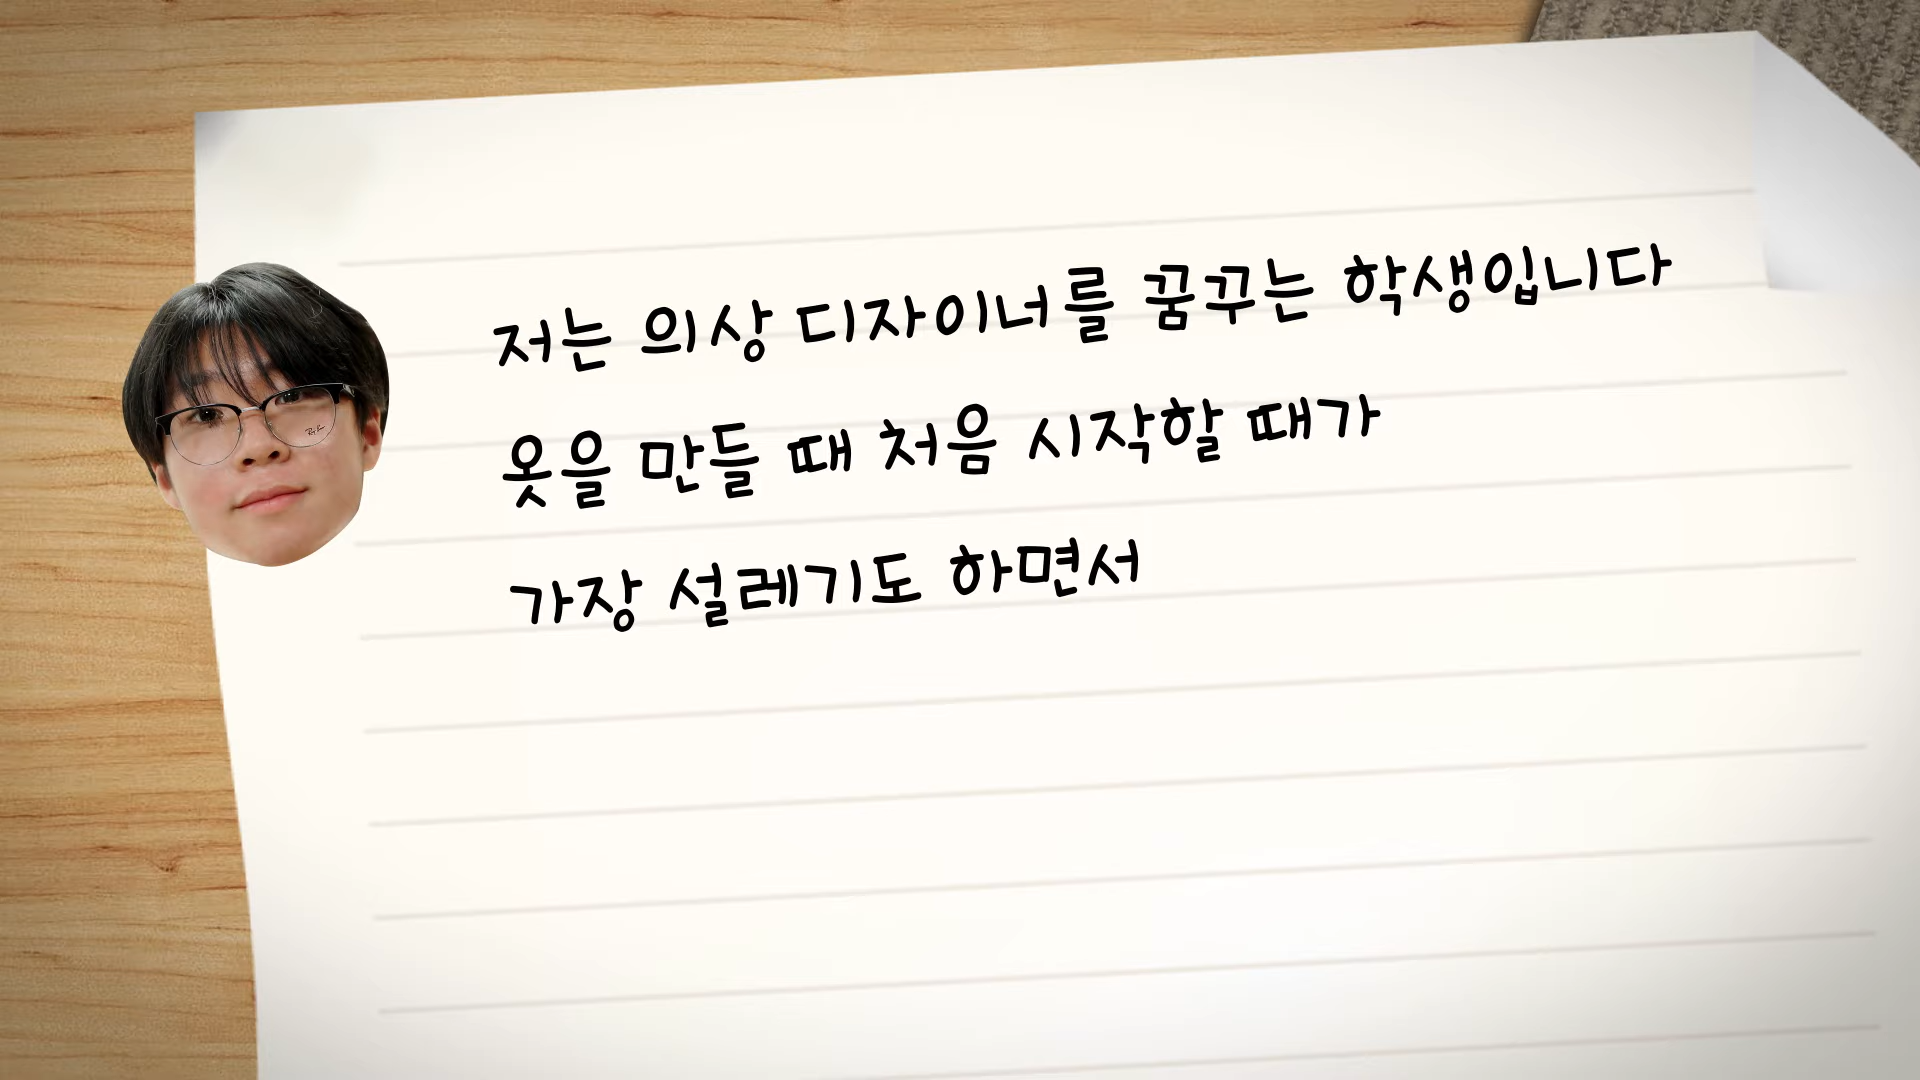 저는 의상 디자이너를 꿈꾸는 학생입니다
옷을 만들 때 처음 시작할 때가
가장 설레기도 하면서